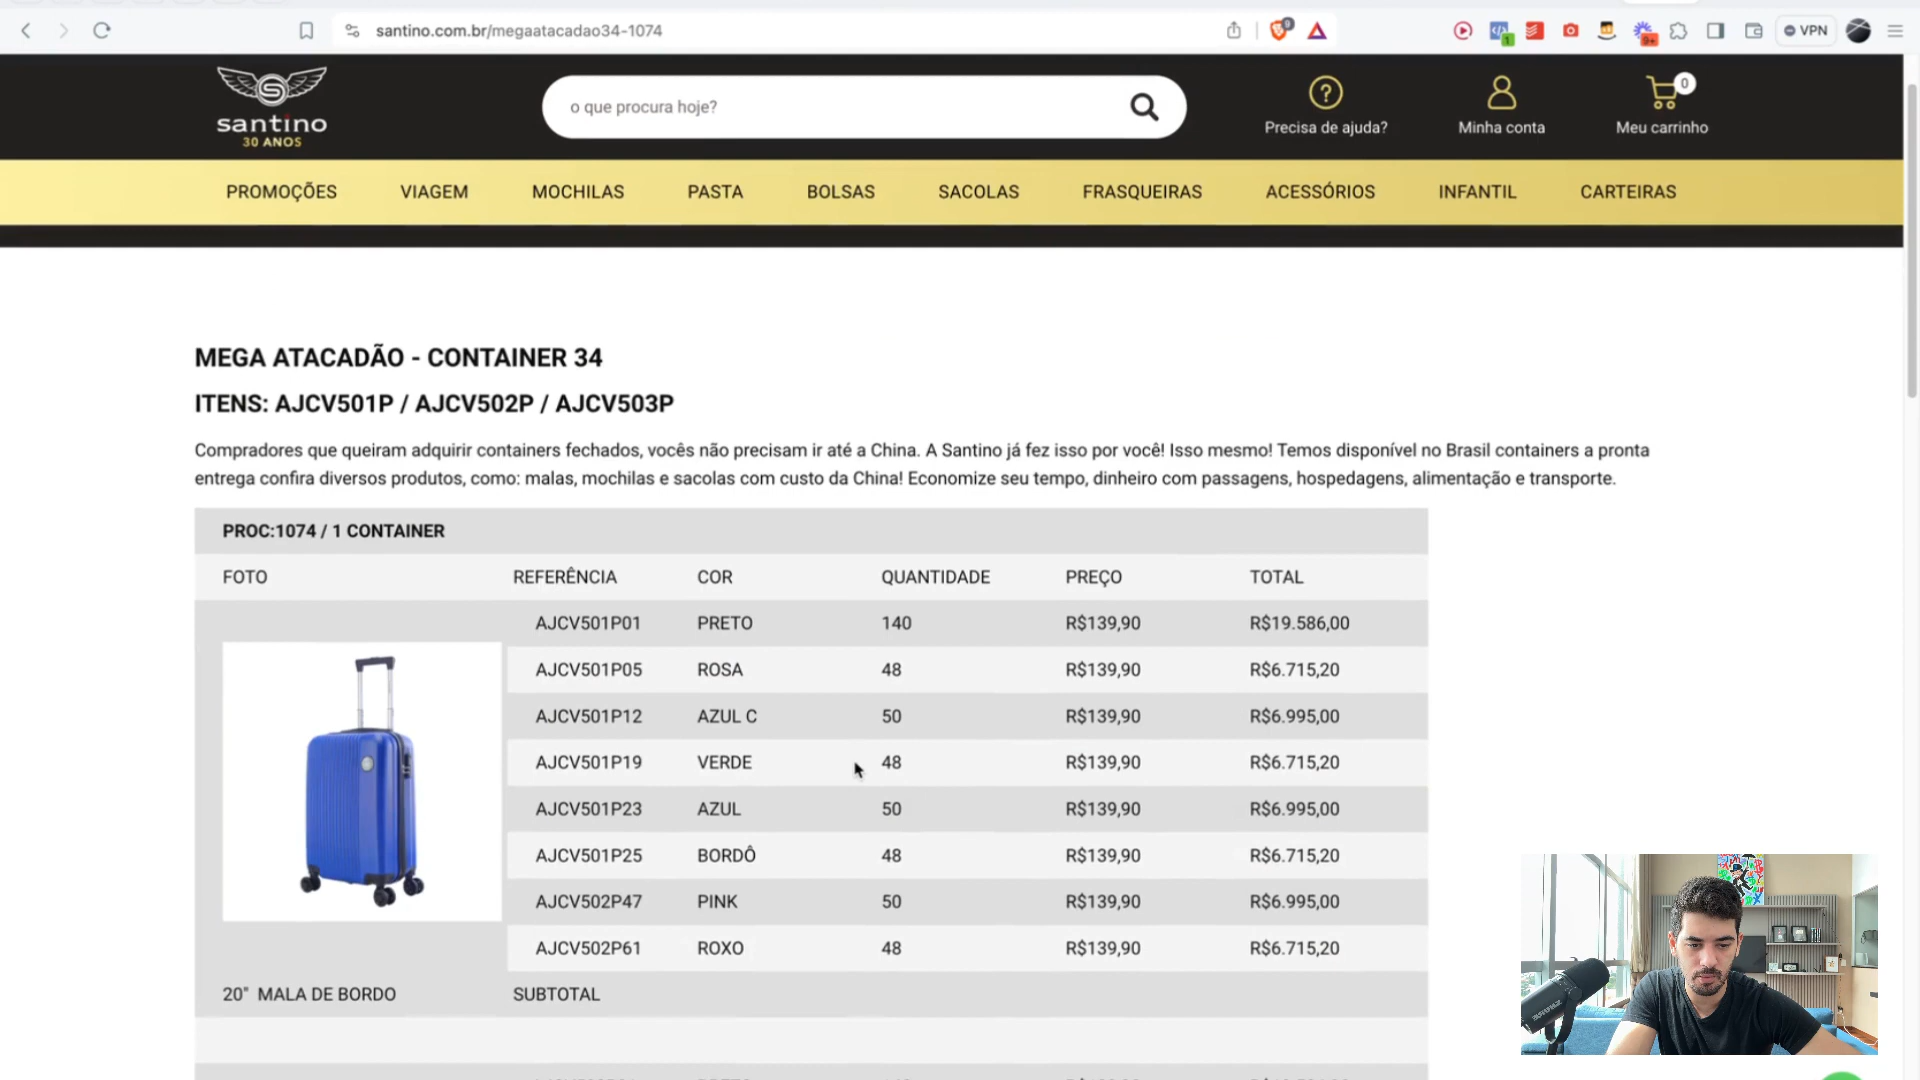 santino.com.br/megaatacadao34-1074
9
1
9+
VPN
S
santino
30 ANOS
o que procura hoje?
?
Precisa de ajuda?
Minha conta
0
Meu carrinho
PROMOÇÕES VIAGEM MOCHILAS PASTA BOLSAS SACOLAS FRASQUEIRAS ACESSÓRIOS INFANTIL CARTEIRAS
MEGA ATACADÃO - CONTAINER 34
ITENS: AJCV501P / AJCV502P / AJCV503P
Compradores que queiram adquirir containers fechados, vocês não precisam ir até a China. A Santino já fez isso por você! Isso mesmo! Temos disponível no Brasil containers a pronta
entrega confira diversos produtos, como: malas, mochilas e sacolas com custo da China! Economize seu tempo, dinheiro com passagens, hospedagens, alimentação e transporte.
PROC:1074 / 1 CONTAINER
FOTO REFERÊNCIA COR QUANTIDADE PREÇO TOTAL
AJCV501P01 PRETO 140 R$139,90 R$19.586,00
AJCV501P05 ROSA 48 R$139,90 R$6.715,20
AJCV501P12 AZUL C 50 R$139,90 R$6.995,00
AJCV501P19 VERDE 48 R$139,90 R$6.715,20
AJCV501P23 AZUL 50 R$139,90 R$6.995,00
AJCV501P25 BORDÔ 48 R$139,90 R$6.715,20
AJCV502P47 PINK 50 R$139,90 R$6.995,00
AJCV502P61 ROXO 48 R$139,90 R$6.715,20
20" MALA DE BORDO SUBTOTAL